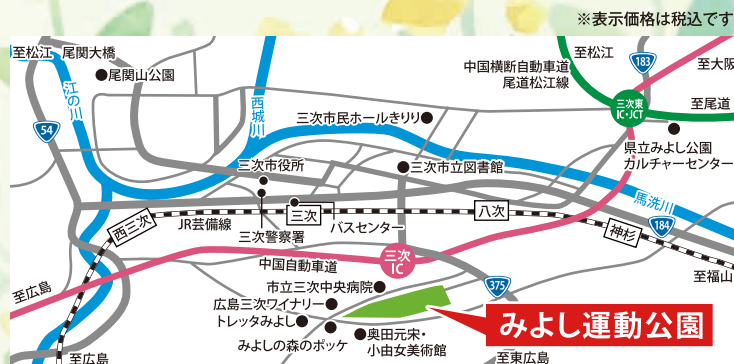 ※表示価格は税込です
至松江
尾関大橋
尾関山公園
江の川
54
西城川
三次市民ホールきりり
中国横断自動車道
尾道松江線
至松江
183
至大阪
三次東
IC・JCT
至尾道
県立みよし公園
カルチャーセンター
三次市役所
三次市立図書館
馬洗川
西三次
JR芸備線
三次警察署
三次
バスセンター
八次
神杉
184
中国自動車道
三次
IC
至福山
至広島
市立三次中央病院
広島三次ワイナリー
トレッタみよし
みよしの森のポッケ
奥田元宋・
小由女美術館
375
みよし運動公園
至広島
至東広島